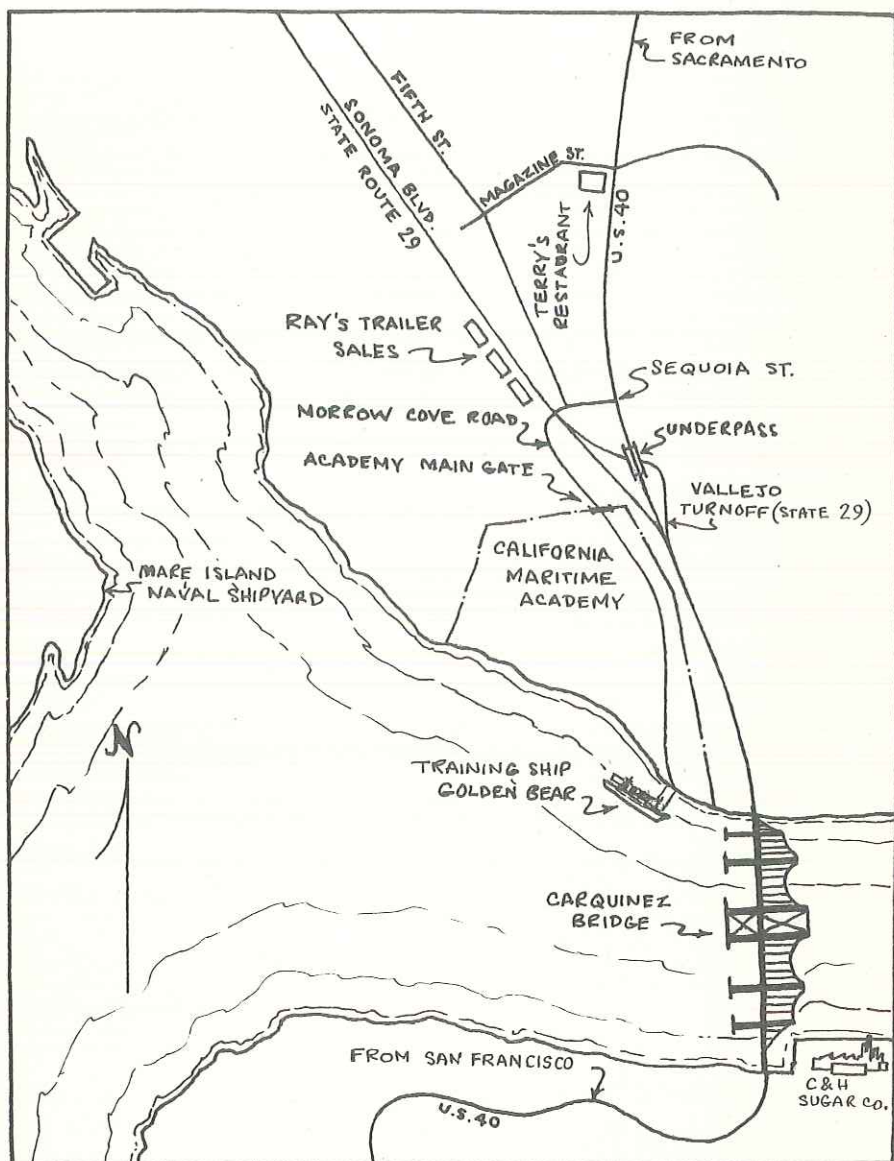 FROM
SACRAMENTO
FIFTH ST.
SONOMA BLVD.
STATE ROUTE 29
MAGAZINE ST.
U.S.40
TERRY'S
RESTAURANT
RAY'S TRAILER
SALES
SEQUOIA ST.
MORROW COVE ROAD
UNDERPASS
ACADEMY MAIN GATE
VALLEJO
TURNOFF (STATE 29)
CALIFORNIA
MARITIME
ACADEMY
MARE ISLAND
NAVAL SHIPYARD
N
TRAINING SHIP
GOLDEN BEAR
CARQUINEZ
BRIDGE
FROM SAN FRANCISCO
U.S.40
C&H
SUGAR CO.